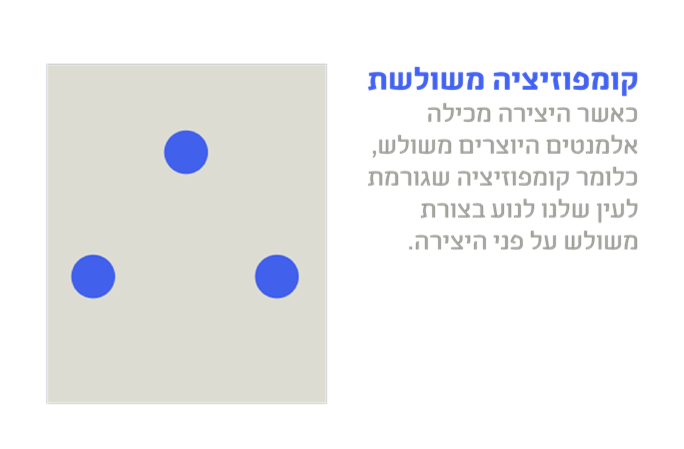 קומפוזיציה משולשת
כאשר היצירה מכילה
אלמנטים היוצרים משולש,
כלומר קומפוזיציה שגורמת
לעין שלנו לנוע בצורת
משולש על פני היצירה.